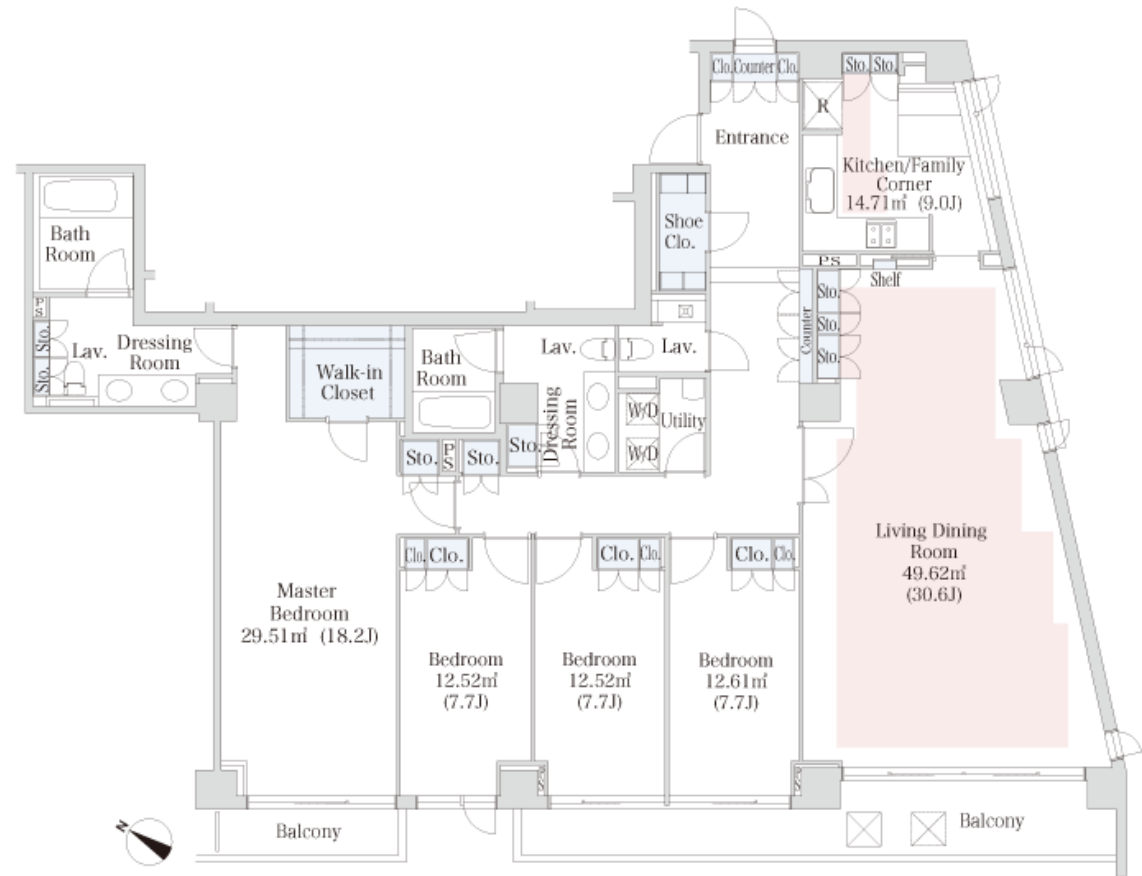 Clo.
Counter
Clo.
Sto.
Sto.
R
Entrance
Kitchen/Family
Corner
14.71㎡ (9.0J)
Bath
Room
Shoe
Clo.
PS
Shelf
PS
Sto.
Sto.
Lav.
Dressing
Room
Walk-in
Closet
Bath
Room
Lav.
Lav.
Counter
Sto.
Sto.
Sto.
Dressing
Room
W/D
W/D
Utility
Sto.
PS
Sto.
Sto.
Clo.
Clo.
Clo.
Clo.
Clo.
Clo.
Living Dining
Room
49.62㎡
(30.6J)
Master
Bedroom
29.51㎡ (18.2J)
Bedroom
12.52㎡
(7.7J)
Bedroom
12.52㎡
(7.7J)
Bedroom
12.61㎡
(7.7J)
PS
PS
Balcony
Balcony
N